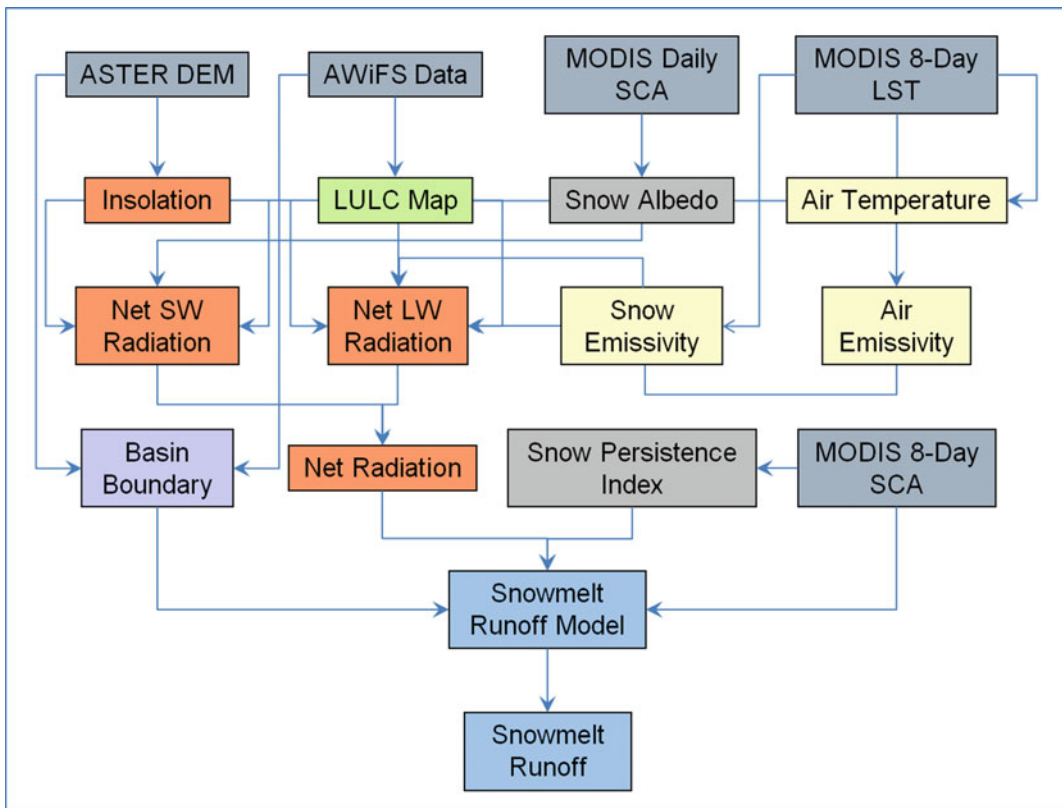 ASTER DEM
AWiFS Data
MODIS Daily
SCA
MODIS 8-Day
LST
Insolation
LULC Map
Snow Albedo
Air Temperature
Net SW
Radiation
Net LW
Radiation
Snow
Emissivity
Air
Emissivity
Basin
Boundary
Net Radiation
Snow Persistence
Index
MODIS 8-Day
SCA
Snowmelt
Runoff Model
Snowmelt
Runoff